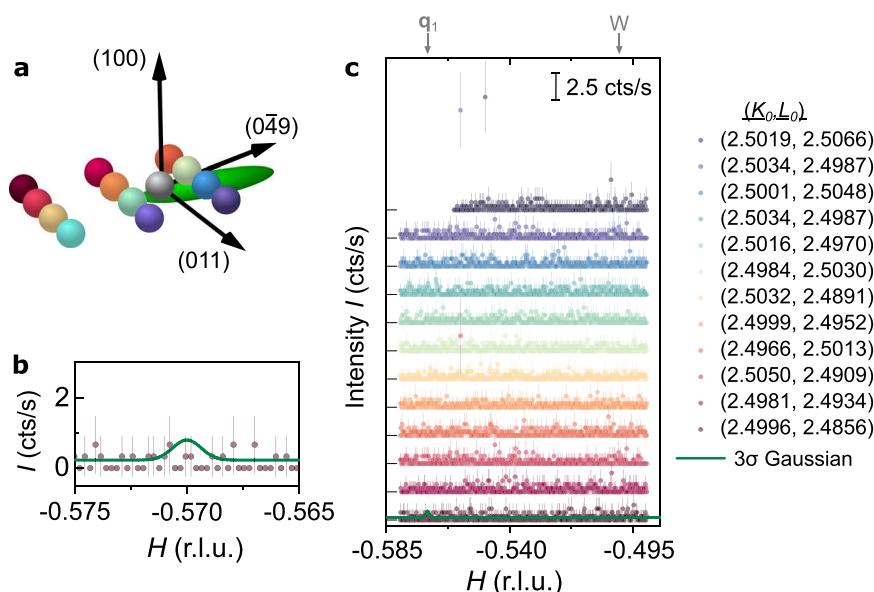 a
(100)
(04̅9)
(011)
b
I (cts/s)
2
0
-0.575
-0.570
-0.565
H (r.l.u.)
c
q1
W
2.5 cts/s
Intensity I (cts/s)
-0.585
-0.540
-0.495
H (r.l.u.)
(K0,L0)
(2.5019, 2.5066)
(2.5034, 2.4987)
(2.5001, 2.5048)
(2.5034, 2.4987)
(2.5016, 2.4970)
(2.4984, 2.5030)
(2.5032, 2.4891)
(2.4999, 2.4952)
(2.4966, 2.5013)
(2.5050, 2.4909)
(2.4981, 2.4934)
(2.4996, 2.4856)
3σ Gaussian